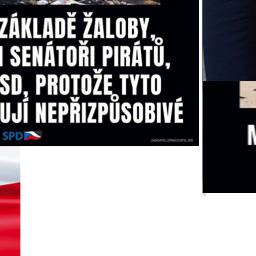 ZÁKLADĚ ŽALOBY,
I SENÁTOŘI PIRÁTŮ,
SD, PROTOŽE TYTO
UJÍ NEPŘIZPŮSOBIVÉ
SPD